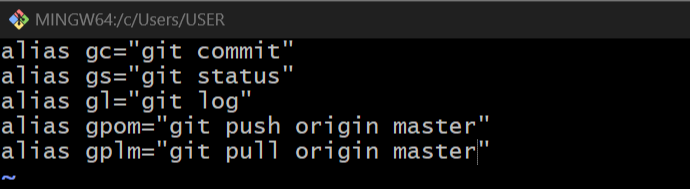 MINGW64:/c/Users/USER
alias gc="git commit"
alias gs="git status"
alias gl="git log"
alias gpom="git push origin master"
alias gplm="git pull origin master"
~